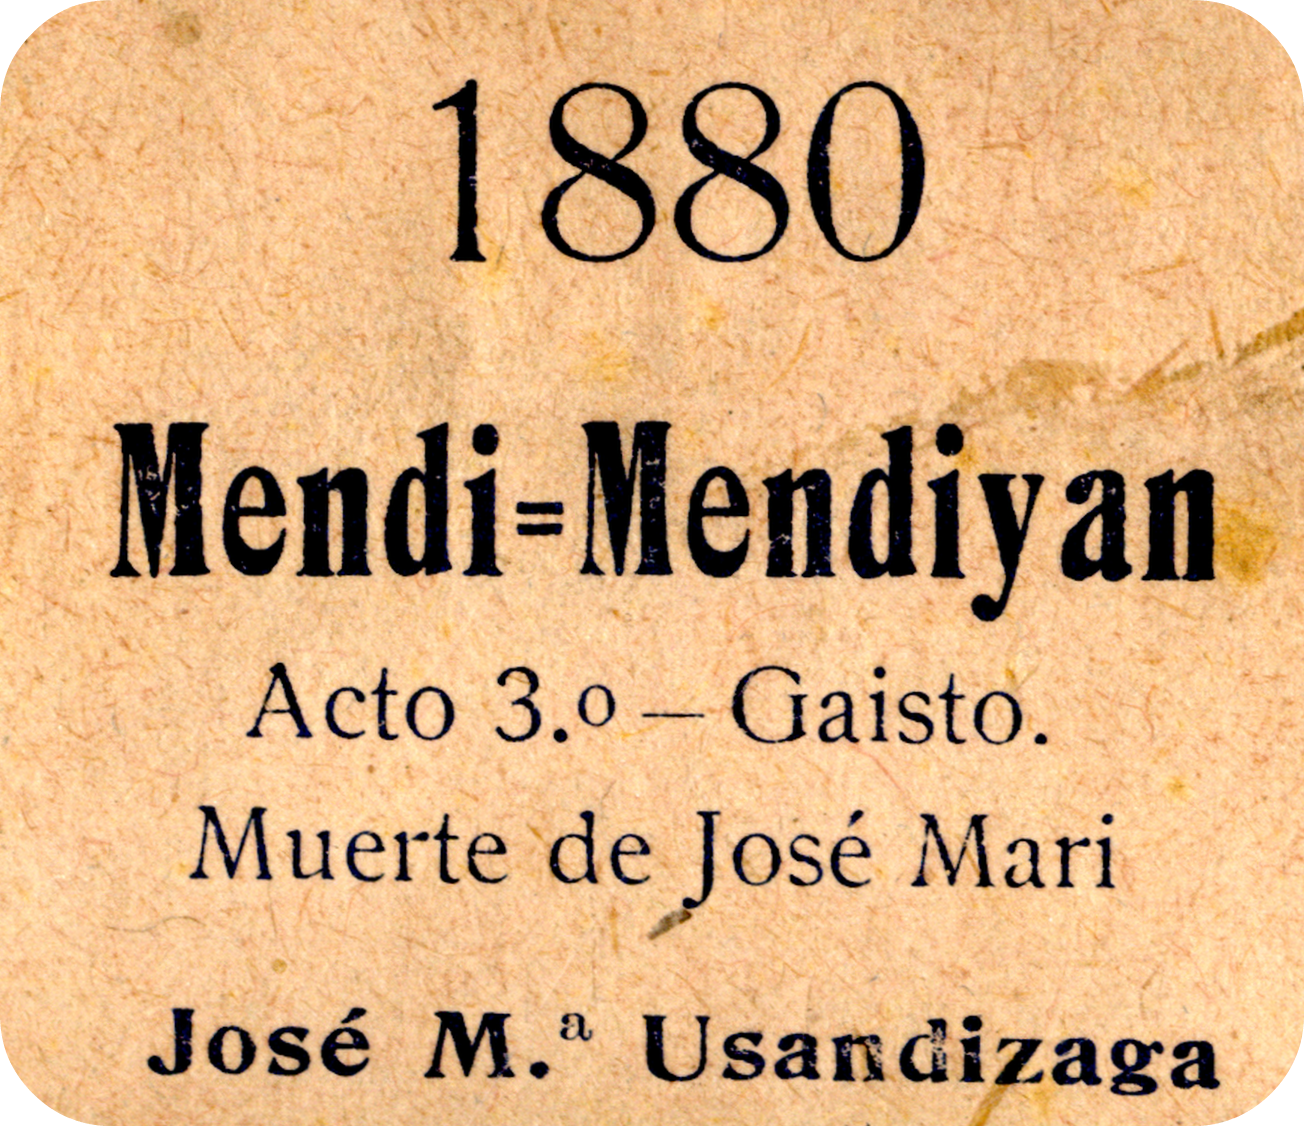 1880
Mendi=Mendiyan
Acto 3.º – Gaisto.
Muerte de José Mari
José M.ª Usandizaga